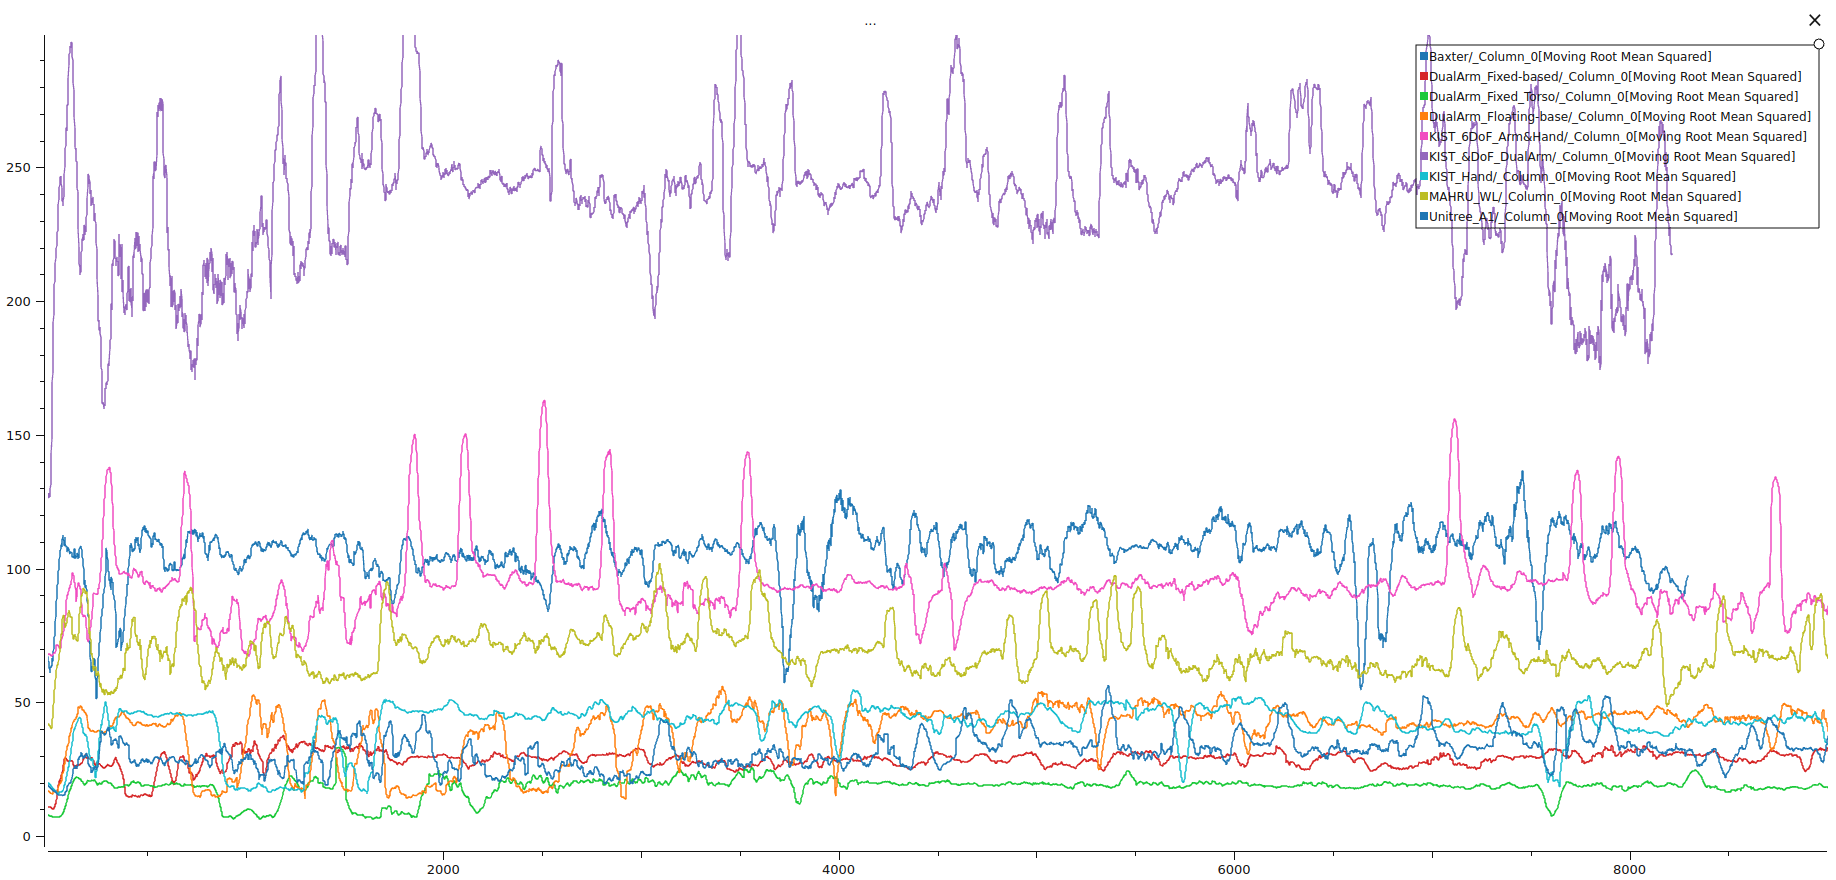 ...
×
Baxter/_Column_0[Moving Root Mean Squared]
DualArm_Fixed-based/_Column_0[Moving Root Mean Squared]
DualArm_Fixed_Torso/_Column_0[Moving Root Mean Squared]
DualArm_Floating-base/_Column_0[Moving Root Mean Squared]
KIST_6DoF_Arm&Hand/_Column_0[Moving Root Mean Squared]
KIST_&DoF_DualArm/_Column_0[Moving Root Mean Squared]
KIST_Hand/_Column_0[Moving Root Mean Squared]
MAHRU_WL/_Column_0[Moving Root Mean Squared]
Unitree_A1/_Column_0[Moving Root Mean Squared]
250
200
150
100
50
0
2000 4000 6000 8000